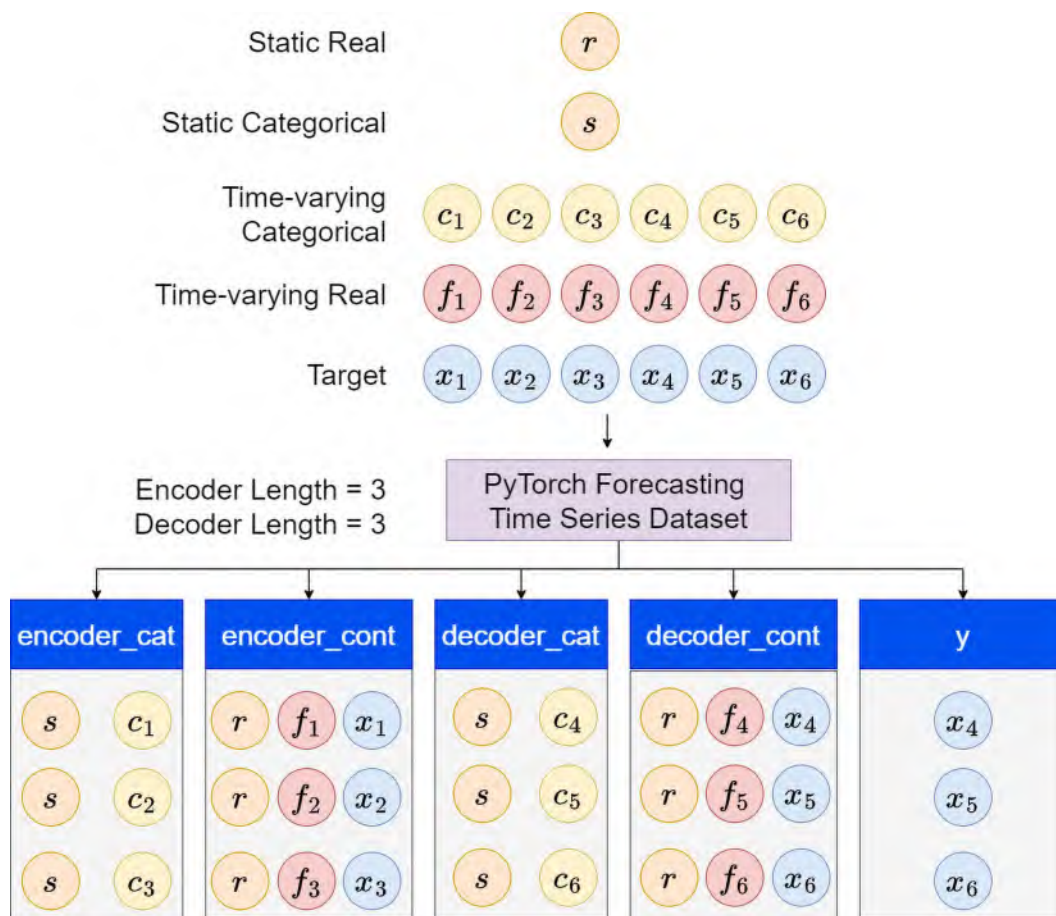 Static Real
r
Static Categorical
s
Time-varying
Categorical
c₁ c₂ c₃ c₄ c₅ c₆
Time-varying Real
f₁ f₂ f₃ f₄ f₅ f₆
Target
x₁ x₂ x₃ x₄ x₅ x₆
Encoder Length = 3
Decoder Length = 3
PyTorch Forecasting
Time Series Dataset
encoder_cat encoder_cont decoder_cat decoder_cont y
s c₁ r f₁ x₁ s c₄ r f₄ x₄ x₄
s c₂ r f₂ x₂ s c₅ r f₅ x₅ x₅
s c₃ r f₃ x₃ s c₆ r f₆ x₆ x₆